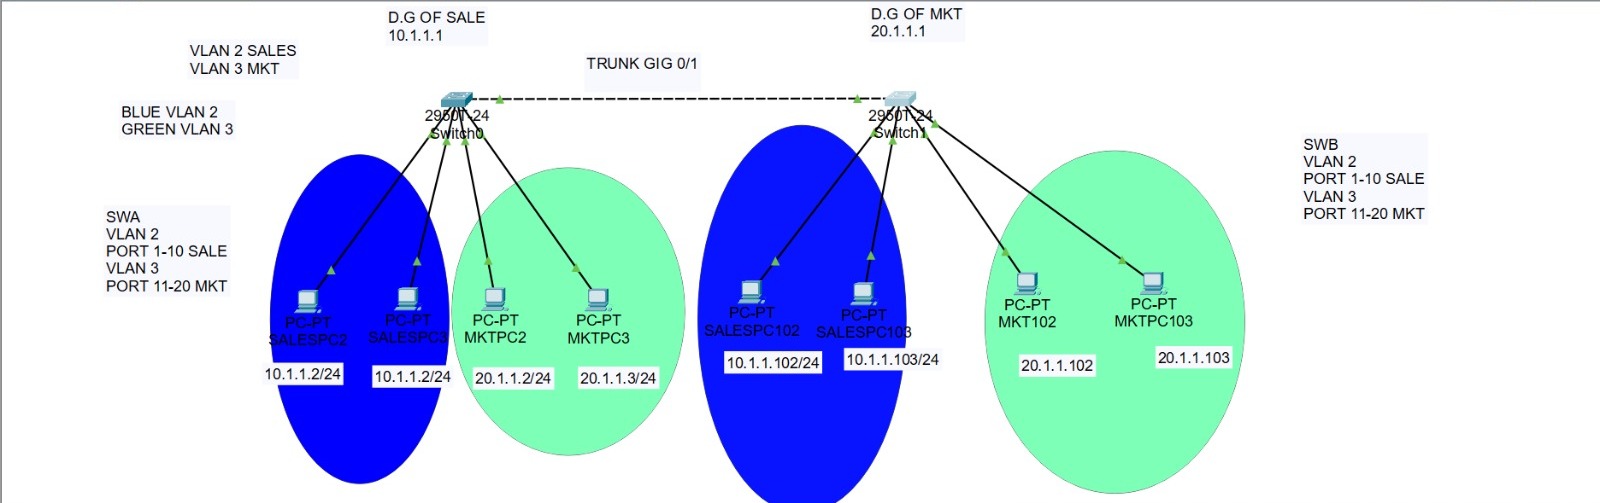 D.G OF SALE
10.1.1.1
D.G OF MKT
20.1.1.1
VLAN 2 SALES
VLAN 3 MKT
TRUNK GIG 0/1
BLUE VLAN 2
GREEN VLAN 3
2950T-24
Switch0
2950T-24
Switch1
SWA
VLAN 2
PORT 1-10 SALE
VLAN 3
PORT 11-20 MKT
SWB
VLAN 2
PORT 1-10 SALE
VLAN 3
PORT 11-20 MKT
PC-PT
SALESPC2
10.1.1.2/24
PC-PT
SALESPC3
10.1.1.2/24
PC-PT
MKTPC2
20.1.1.2/24
PC-PT
MKTPC3
20.1.1.3/24
PC-PT
SALESPC102
10.1.1.102/24
PC-PT
SALESPC103
10.1.1.103/24
PC-PT
MKT102
20.1.1.102
PC-PT
MKTPC103
20.1.1.103